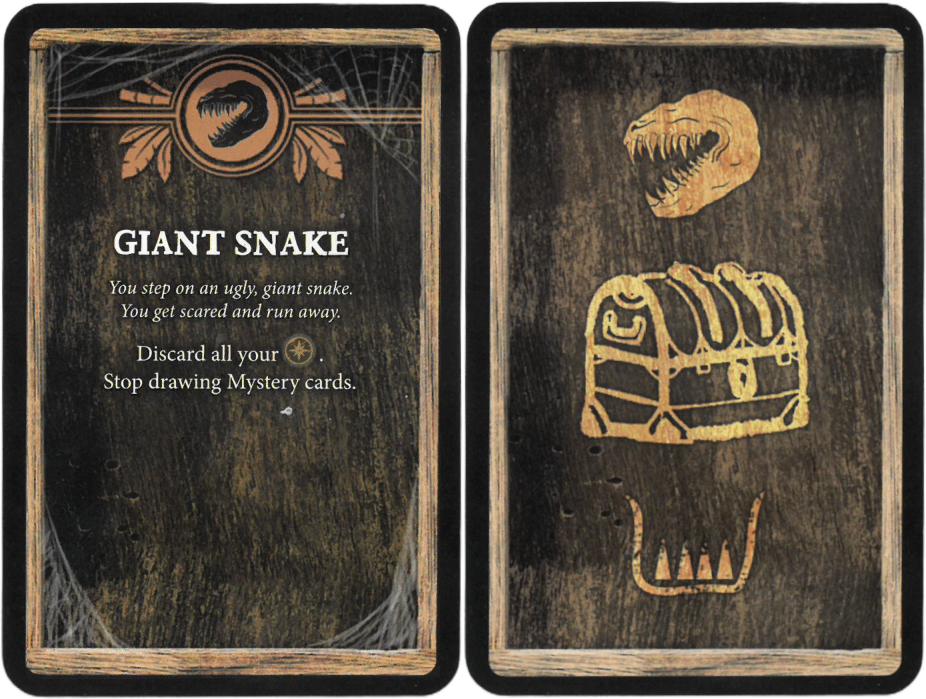 GIANT SNAKE
You step on an ugly, giant snake.
You get scared and run away.
Discard all your .
Stop drawing Mystery cards.